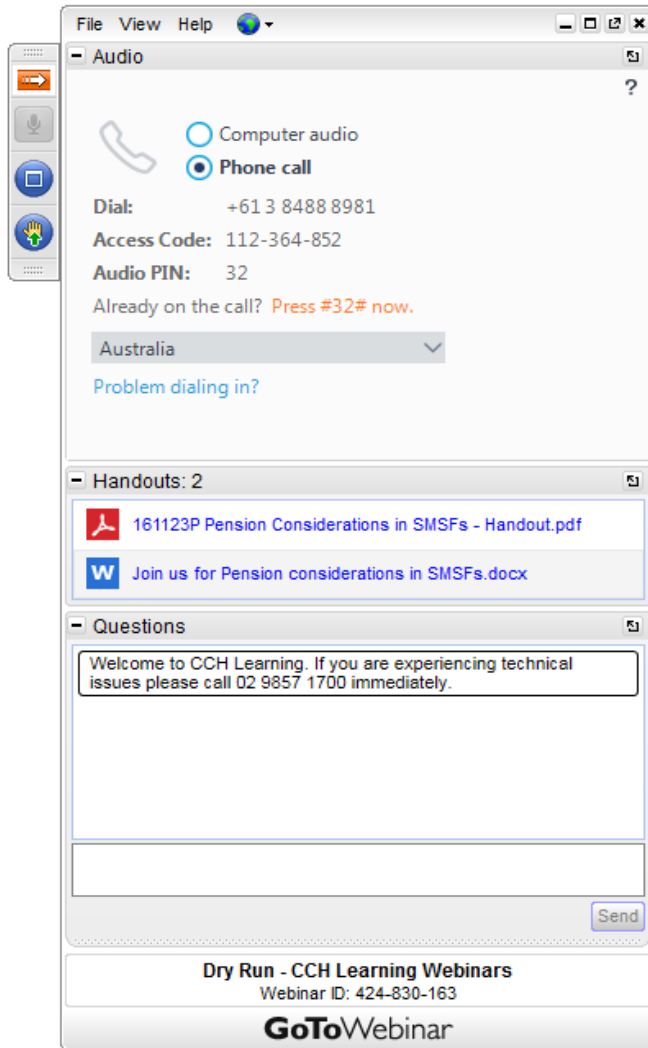 File View Help
Audio
?
Computer audio
Phone call
Dial: +61 3 8488 8981
Access Code: 112-364-852
Audio PIN: 32
Already on the call? Press #32# now.
Australia
Problem dialing in?
Handouts: 2
161123P Pension Considerations in SMSFs - Handout.pdf
W Join us for Pension considerations in SMSFs.docx
Questions
Welcome to CCH Learning. If you are experiencing technical
issues please call 02 9857 1700 immediately.
Send
Dry Run - CCH Learning Webinars
Webinar ID: 424-830-163
GoToWebinar